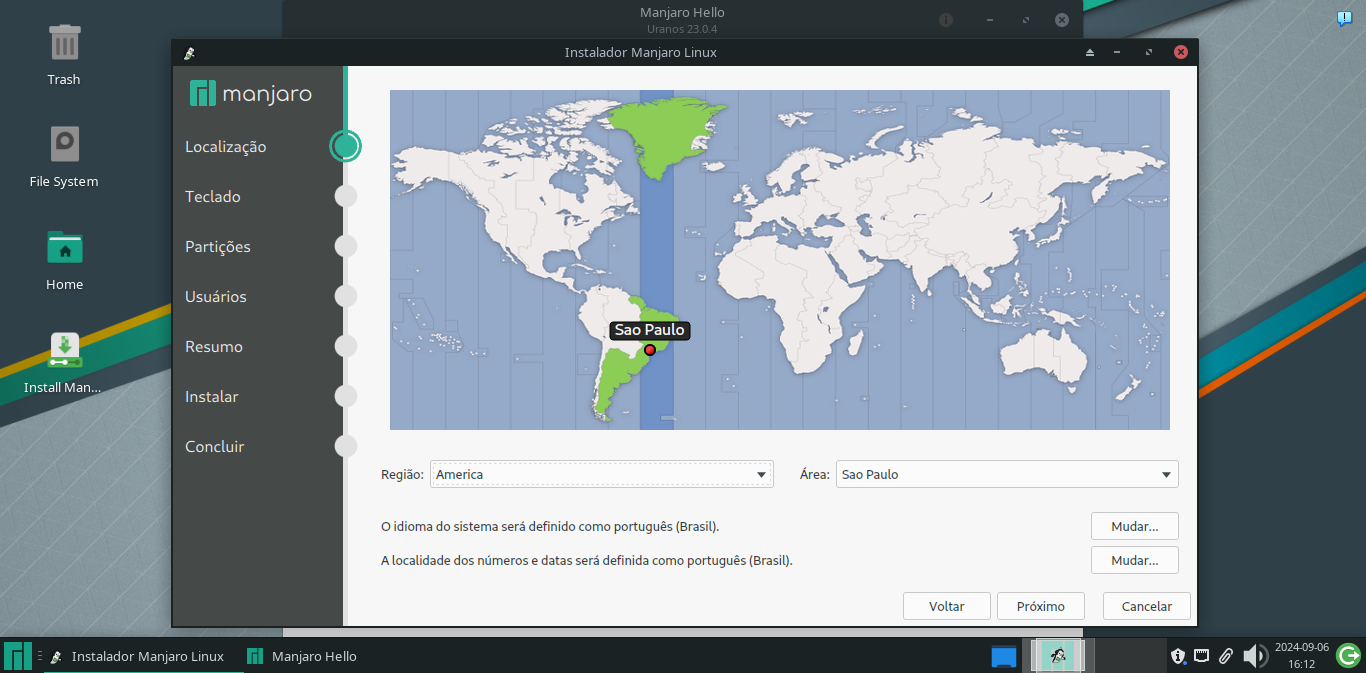 Manjaro Hello
Uranos 23.0.4
Instalador Manjaro Linux
Trash
File System
Home
Install Man...
manjaro
Localização
Teclado
Partições
Usuários
Resumo
Instalar
Concluir
Sao Paulo
Região: America
Área: Sao Paulo
O idioma do sistema será definido como português (Brasil).
Mudar...
A localidade dos números e datas será definida como português (Brasil).
Mudar...
Voltar
Próximo
Cancelar
Instalador Manjaro Linux
Manjaro Hello
2024-09-06
16:12